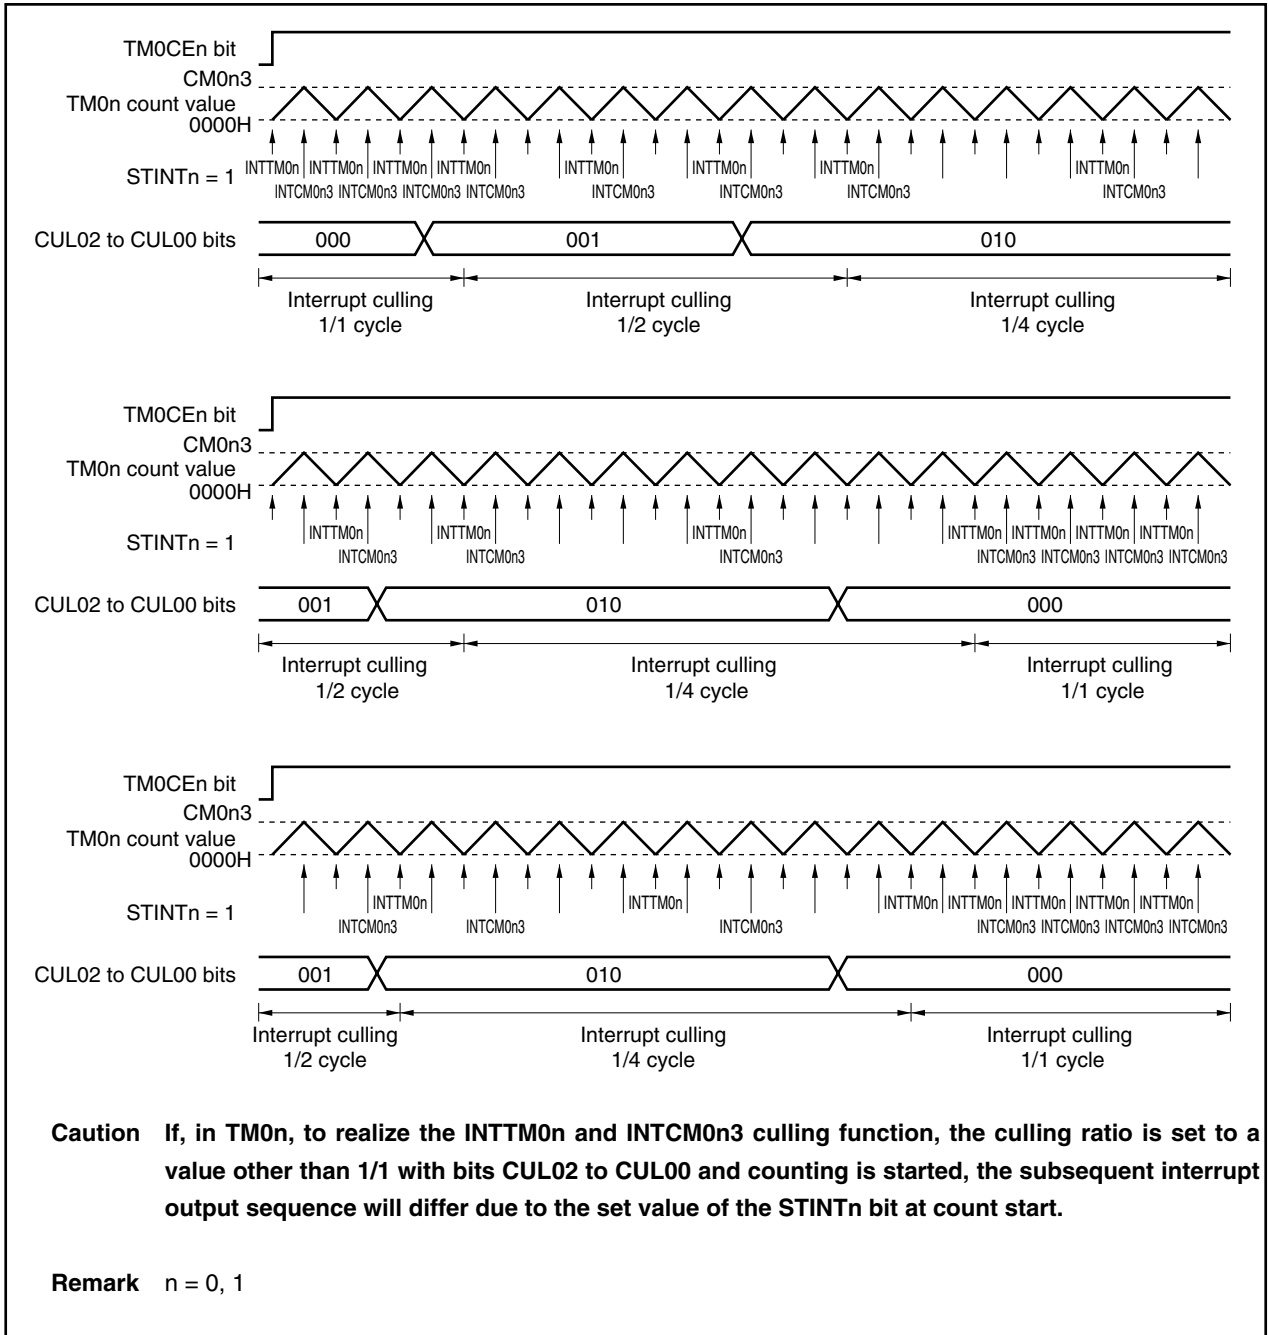 TM0CEn bit
CM0n3
TM0n count value
0000H
INTTM0n INTTM0n INTTM0n INTTM0n INTTM0n INTTM0n INTTM0n INTTM0n
STINTn = 1
INTCM0n3 INTCM0n3 INTCM0n3 INTCM0n3 INTCM0n3 INTCM0n3 INTCM0n3 INTCM0n3
CUL02 to CUL00 bits 000 001 010
Interrupt culling Interrupt culling Interrupt culling
1/1 cycle 1/2 cycle 1/4 cycle
TM0CEn bit
CM0n3
TM0n count value
0000H
INTTM0n INTTM0n INTTM0n INTTM0n INTTM0n INTTM0n INTTM0n
STINTn = 1
INTCM0n3 INTCM0n3 INTCM0n3 INTCM0n3 INTCM0n3 INTCM0n3 INTCM0n3
CUL02 to CUL00 bits 001 010 000
Interrupt culling Interrupt culling Interrupt culling
1/2 cycle 1/4 cycle 1/1 cycle
TM0CEn bit
CM0n3
TM0n count value
0000H
INTTM0n INTTM0n INTTM0n INTTM0n INTTM0n INTTM0n INTTM0n
STINTn = 1
INTCM0n3 INTCM0n3 INTCM0n3 INTCM0n3 INTCM0n3 INTCM0n3 INTCM0n3
CUL02 to CUL00 bits 001 010 000
Interrupt culling Interrupt culling Interrupt culling
1/2 cycle 1/4 cycle 1/1 cycle
Caution If, in TM0n, to realize the INTTM0n and INTCM0n3 culling function, the culling ratio is set to a
value other than 1/1 with bits CUL02 to CUL00 and counting is started, the subsequent interrupt
output sequence will differ due to the set value of the STINTn bit at count start.
Remark n = 0, 1